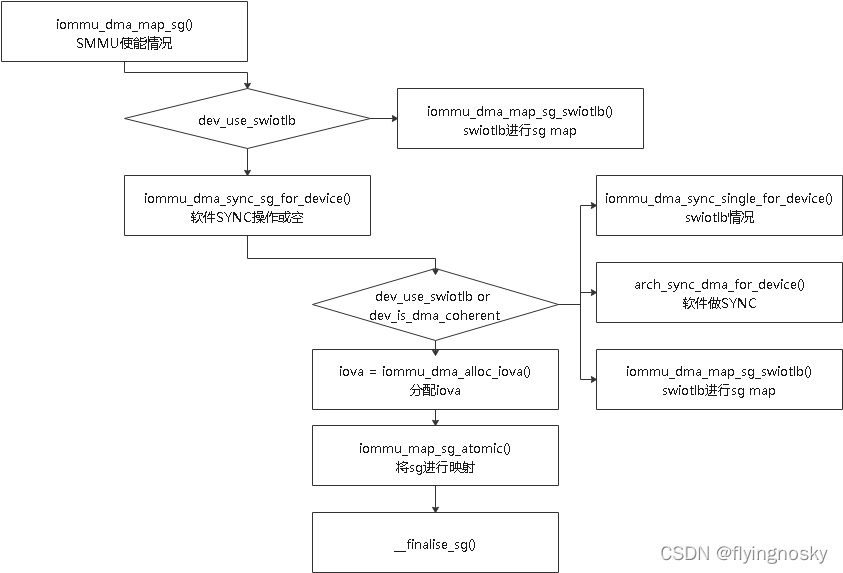 iommu_dma_map_sg()
SMMU使能情况
dev_use_swiotlb
iommu_dma_map_sg_swiotlb()
swiotlb进行sg map
iommu_dma_sync_sg_for_device()
软件SYNC操作或空
iommu_dma_sync_single_for_device()
swiotlb情况
dev_use_swiotlb or
dev_is_dma_coherent
arch_sync_dma_for_device()
软件做SYNC
iova = iommu_dma_alloc_iova()
分配iova
iommu_dma_map_sg_swiotlb()
swiotlb进行sg map
iommu_map_sg_atomic()
将sg进行映射
__finalise_sg()
CSDN @flyingnosky